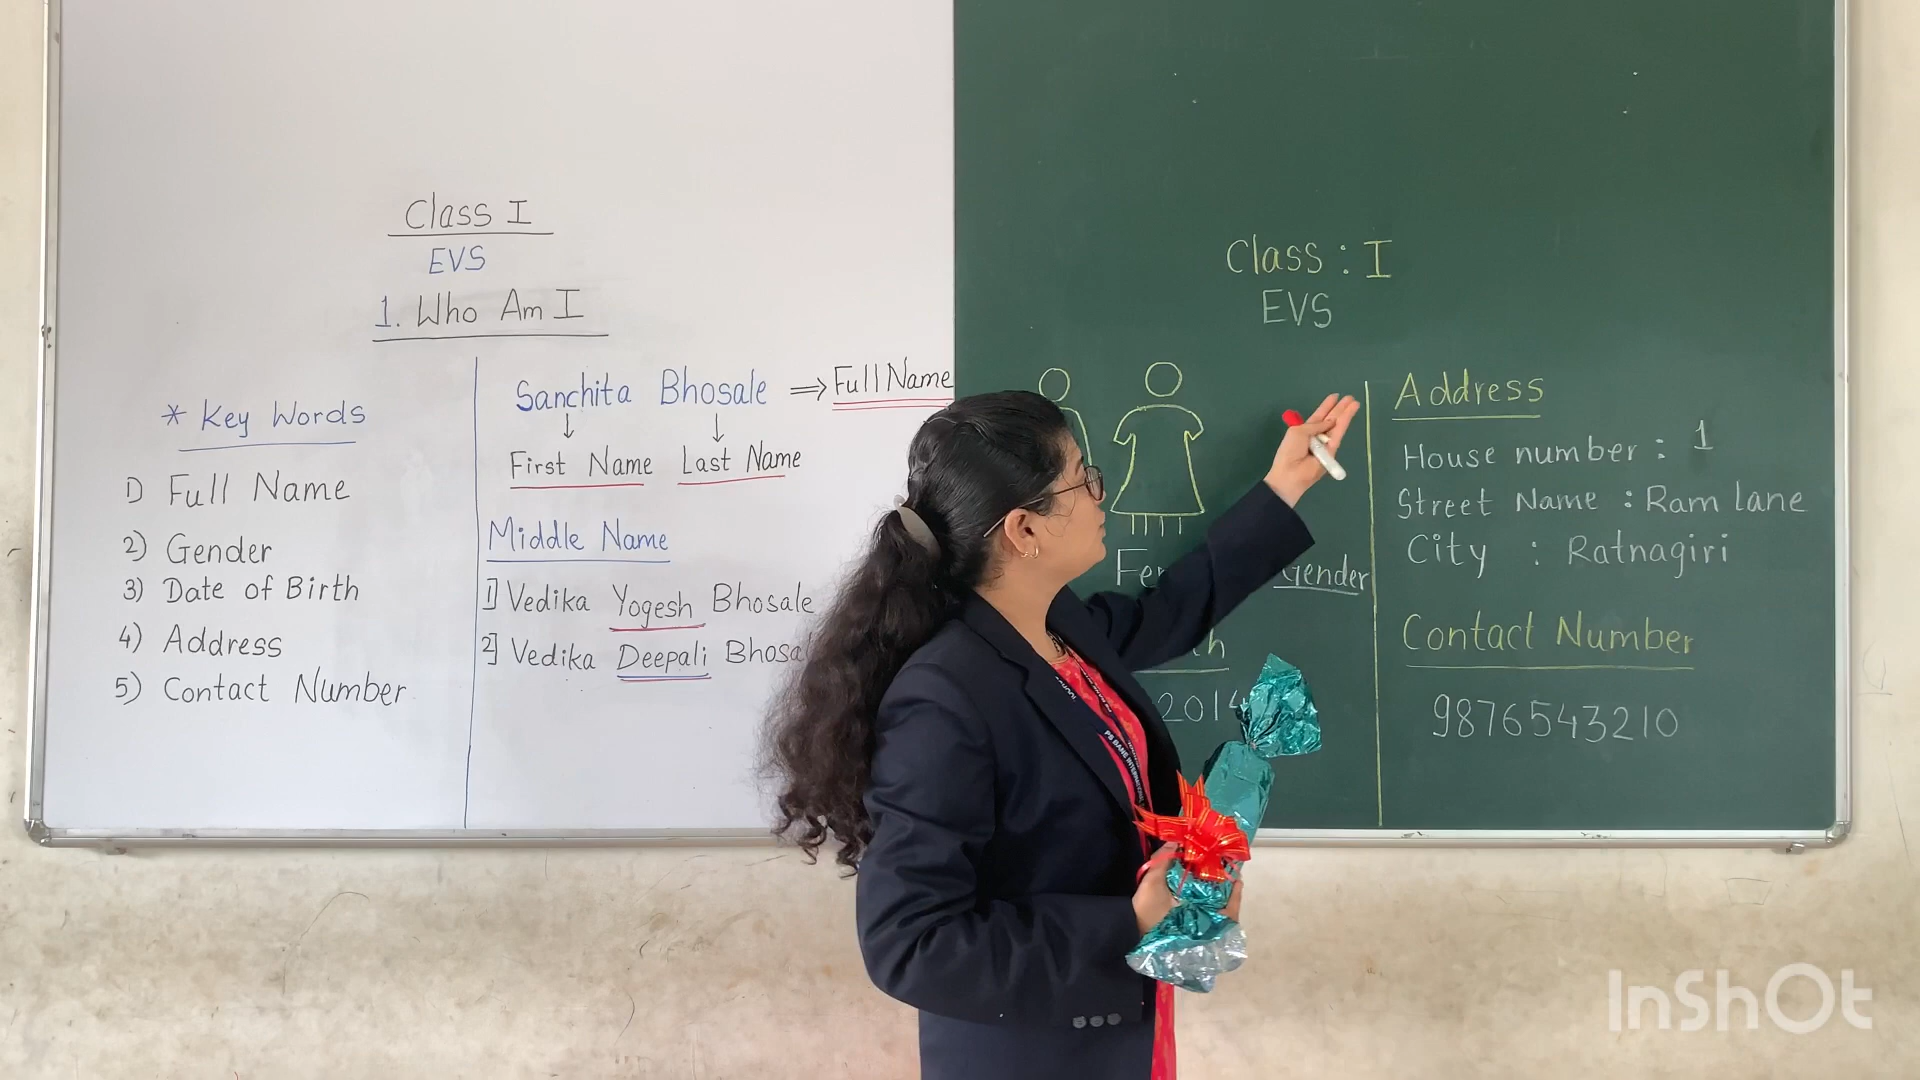 Class I
EVS
1. Who Am I
* Key Words
1) Full Name
2) Gender
3) Date of Birth
4) Address
5) Contact Number
Sanchita Bhosale ⇒ Full Name
↓ ↓
First Name Last Name
Middle Name
1] Vedika Yogesh Bhosale
2] Vedika Deepali Bhosal
Class : I
EVS
Gender
2014
Address
House number : 1
Street Name : Ram lane
City : Ratnagiri
Contact Number
9876543210
InShOt